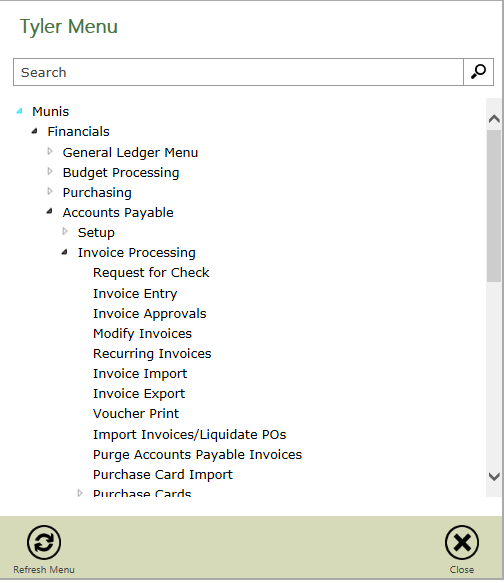 Tyler Menu
Search
Munis
Financials
General Ledger Menu
Budget Processing
Purchasing
Accounts Payable
Setup
Invoice Processing
Request for Check
Invoice Entry
Invoice Approvals
Modify Invoices
Recurring Invoices
Invoice Import
Invoice Export
Voucher Print
Import Invoices/Liquidate POs
Purge Accounts Payable Invoices
Purchase Card Import
Purchase Cards
Refresh Menu
Close